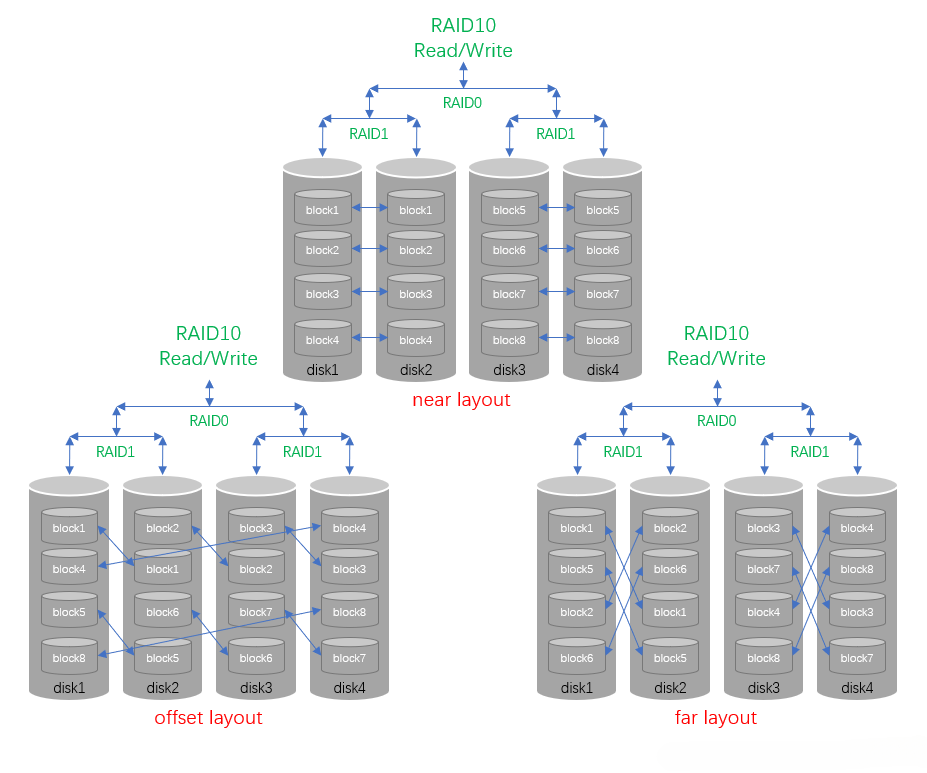 RAID10
Read/Write
RAID0
RAID1 RAID1
block1 block1 block5 block5
block2 block2 block6 block6
block3 block3 block7 block7
block4 block4 block8 block8
disk1 disk2 disk3 disk4
near layout
RAID10
Read/Write
RAID0
RAID1 RAID1
block1 block2 block3 block4
block4 block1 block2 block3
block5 block6 block7 block8
block8 block5 block6 block7
disk1 disk2 disk3 disk4
offset layout
RAID10
Read/Write
RAID0
RAID1 RAID1
block1 block2 block3 block4
block5 block6 block7 block8
block2 block1 block4 block3
block6 block5 block8 block7
disk1 disk2 disk3 disk4
far layout